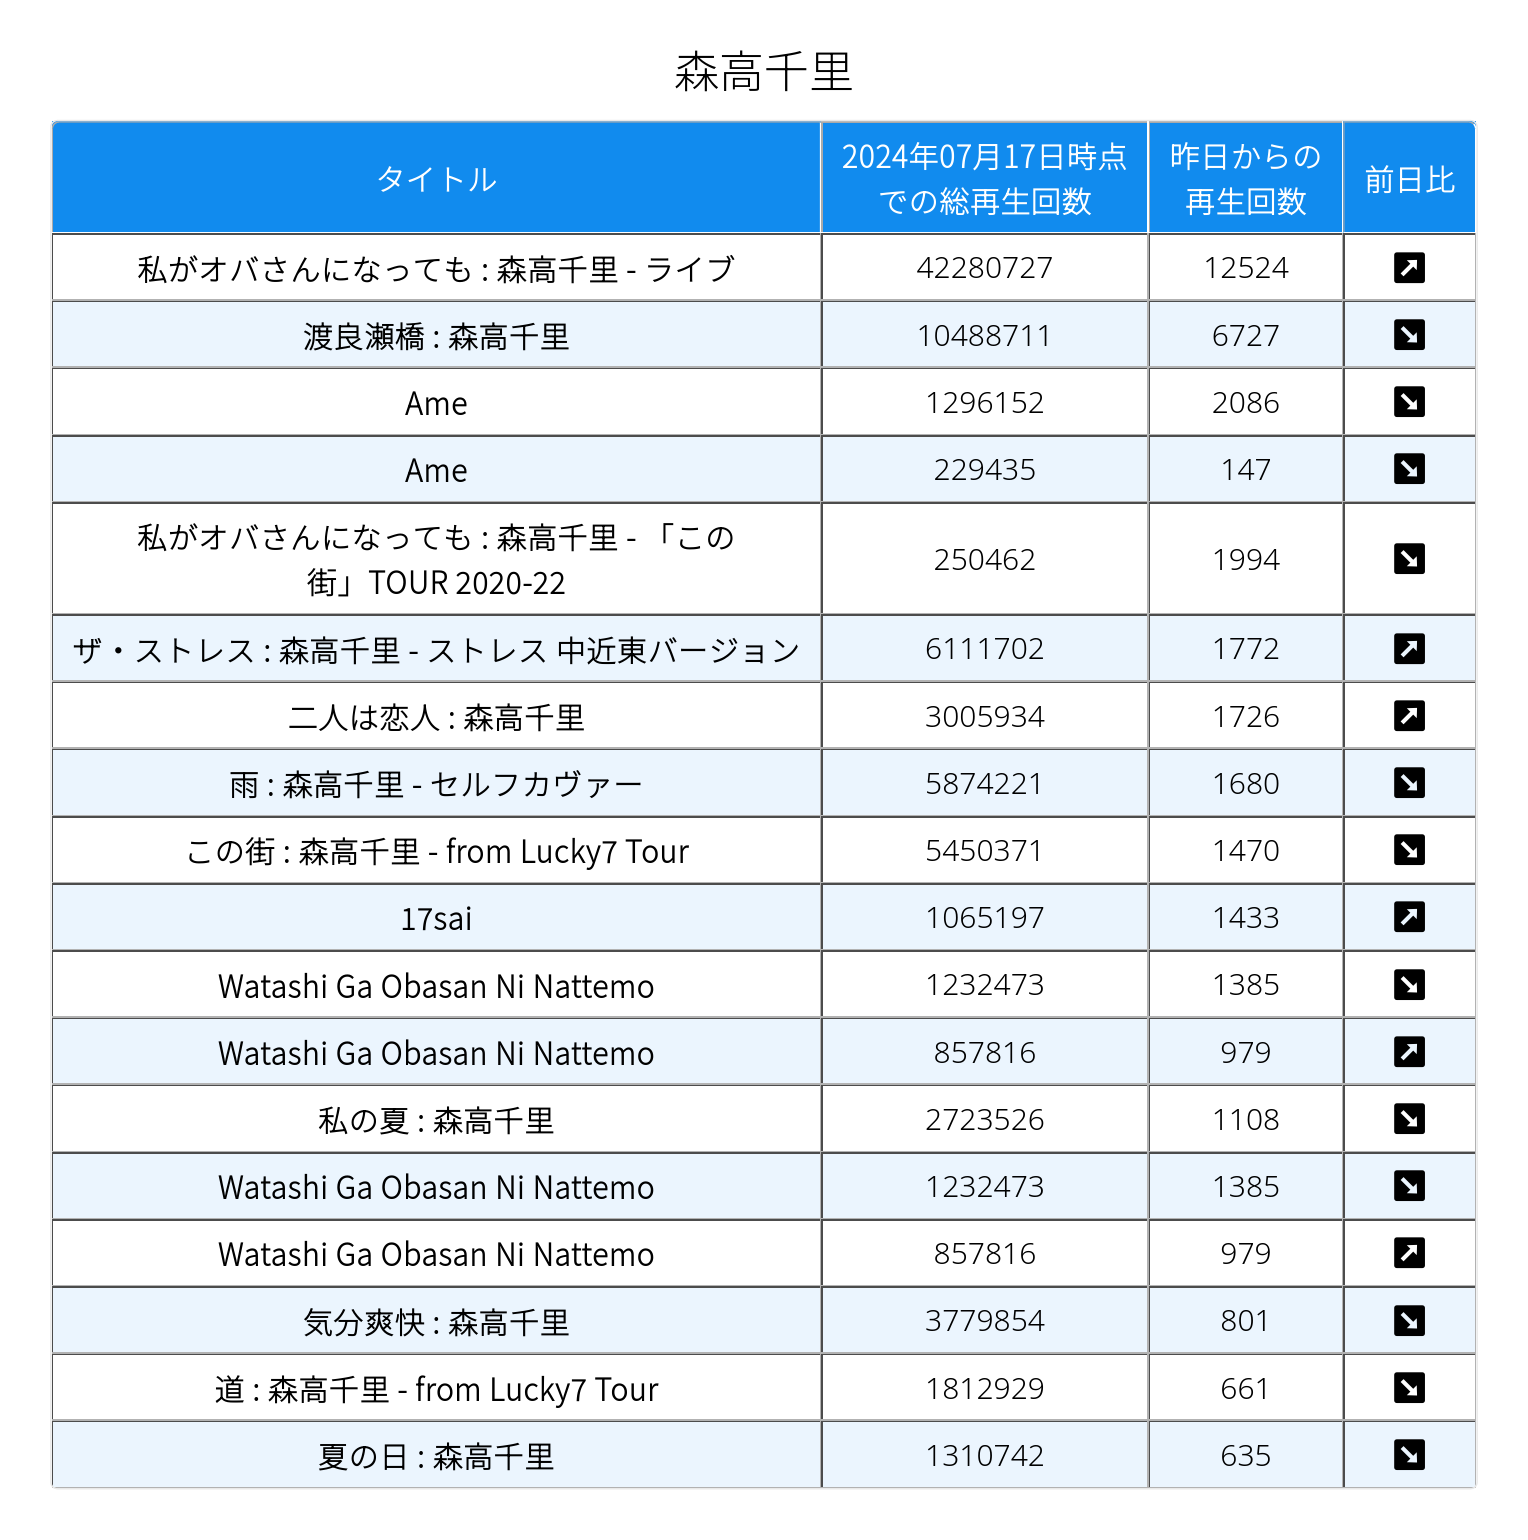 森高千里
タイトル
2024年07月17日時点
での総再生回数
昨日からの
再生回数
前日比
私がオバさんになっても : 森高千里 - ライブ 42280727 12524
渡良瀬橋 : 森高千里 10488711 6727
Ame 1296152 2086
Ame 229435 147
私がオバさんになっても : 森高千里 - 「この
街」TOUR 2020-22 250462 1994
ザ・ストレス : 森高千里 - ストレス 中近東バージョン 6111702 1772
二人は恋人 : 森高千里 3005934 1726
雨 : 森高千里 - セルフカヴァー 5874221 1680
この街 : 森高千里 - from Lucky7 Tour 5450371 1470
17sai 1065197 1433
Watashi Ga Obasan Ni Nattemo 1232473 1385
Watashi Ga Obasan Ni Nattemo 857816 979
私の夏 : 森高千里 2723526 1108
Watashi Ga Obasan Ni Nattemo 1232473 1385
Watashi Ga Obasan Ni Nattemo 857816 979
気分爽快 : 森高千里 3779854 801
道 : 森高千里 - from Lucky7 Tour 1812929 661
夏の日 : 森高千里 1310742 635